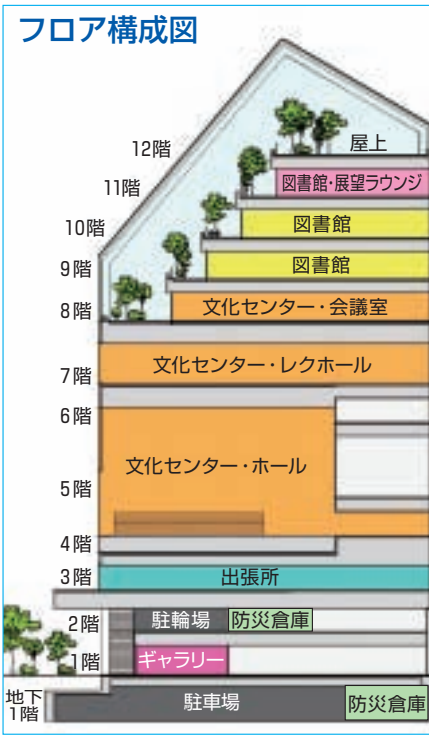 フロア構成図
12階
屋上
11階
図書館・展望ラウンジ
10階
図書館
9階
図書館
8階
文化センター・会議室
7階
文化センター・レクホール
6階
文化センター・ホール
5階
4階
3階
出張所
2階
駐輪場
防災倉庫
1階
ギャラリー
地下
1階
駐車場
防災倉庫